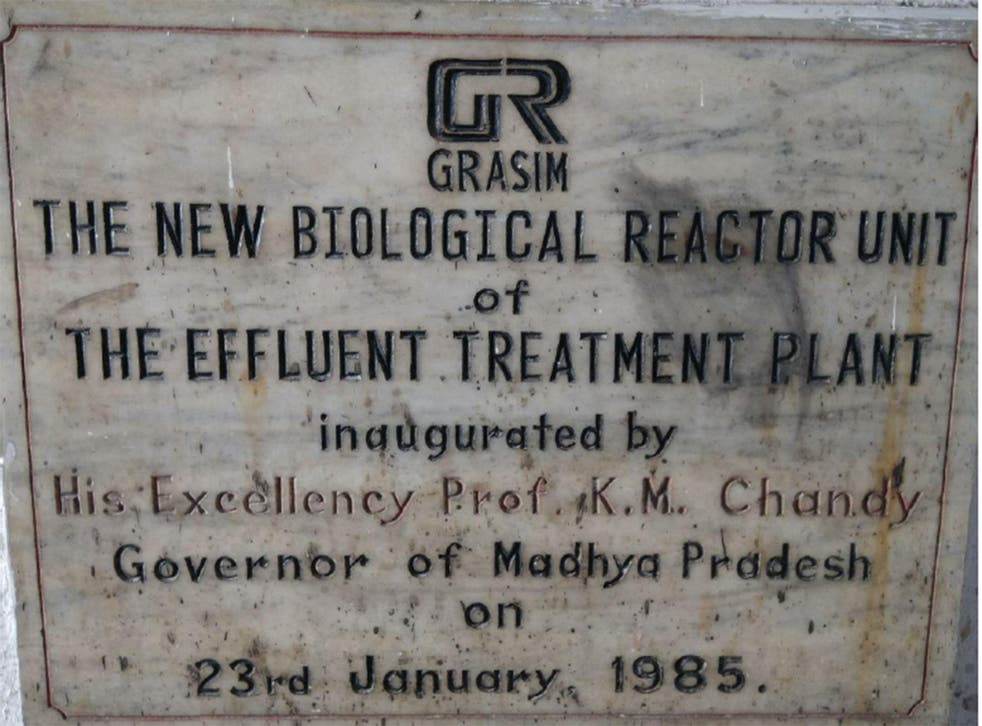 GR
GRASIM
THE NEW BIOLOGICAL REACTOR UNIT
of
THE EFFLUENT TREATMENT PLANT
inaugurated by
His Excellency Prof. K.M. Chandy
Governor of Madhya Pradesh
on
23rd January, 1985.